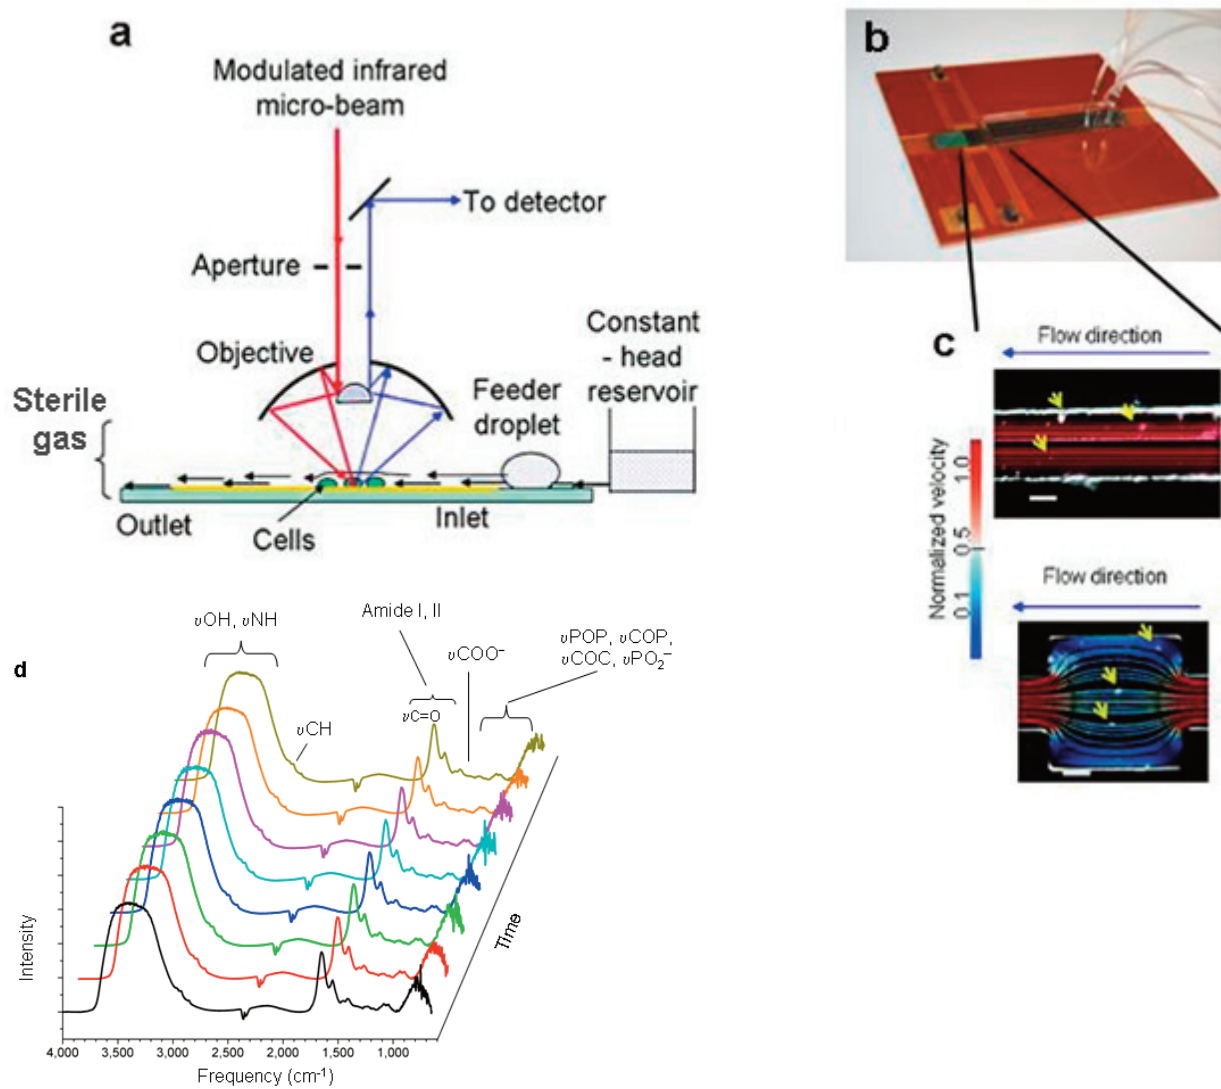 a
Modulated infrared
micro-beam
To detector
Aperture
Objective
Constant
- head
reservoir
Feeder
droplet
Sterile
gas
Outlet
Cells
Inlet
b
c
Flow direction
Normalized velocity
0.1 0.5 1.0
Flow direction
d
υOH, υNH
υCH
Amide I, II
υC=O
υCOO⁻
υPOP, υCOP,
υCOC, υPO₂⁻
Intensity
Time
4,000 3,500 3,000 2,500 2,000 1,500 1,000
Frequency (cm⁻¹)